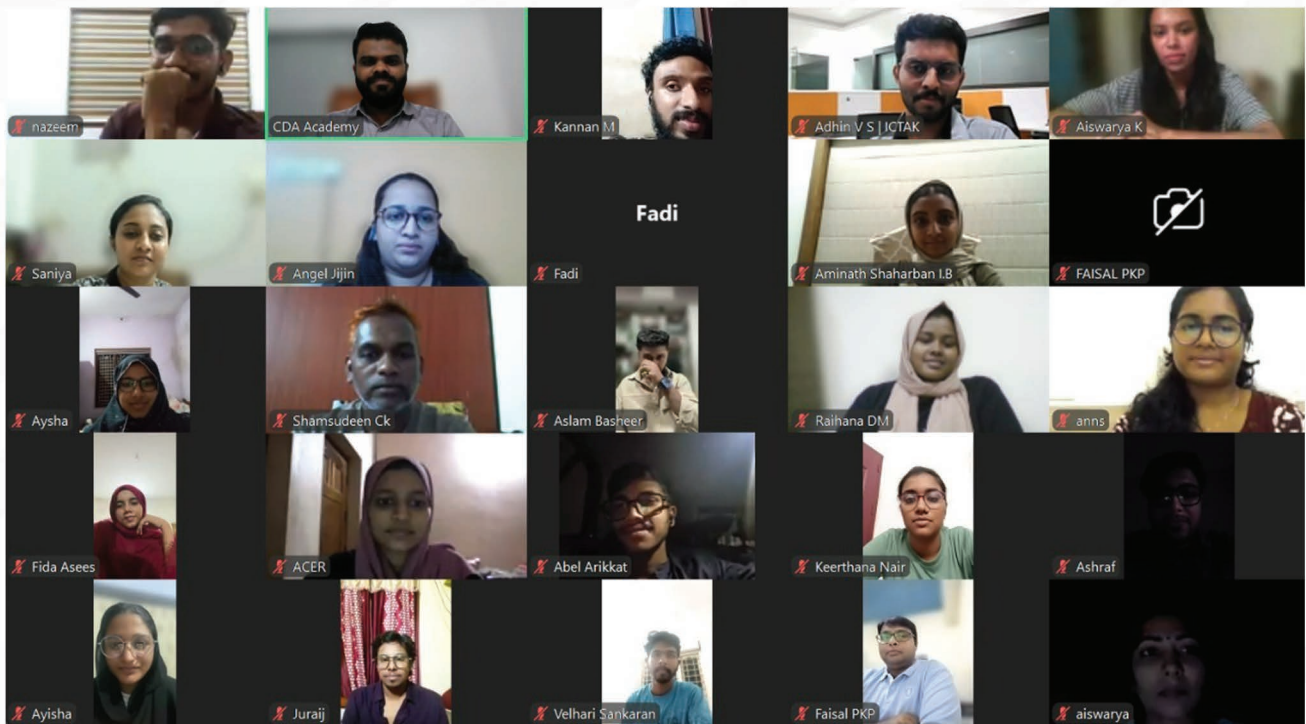 nazeem
CDA Academy
Kannan M
Adhin V S | ICTAK
Aiswarya K
Saniya
Angel Jijin
Fadi
Fadi
Aminath Shaharban I.B
FAISAL PKP
Aysha
Shamsudeen Ck
Aslam Basheer
Raihana DM
anns
Fida Asees
ACER
Abel Arikkat
Keerthana Nair
Ashraf
Ayisha
Juraij
Velhari Sankaran
Faisal PKP
aiswarya